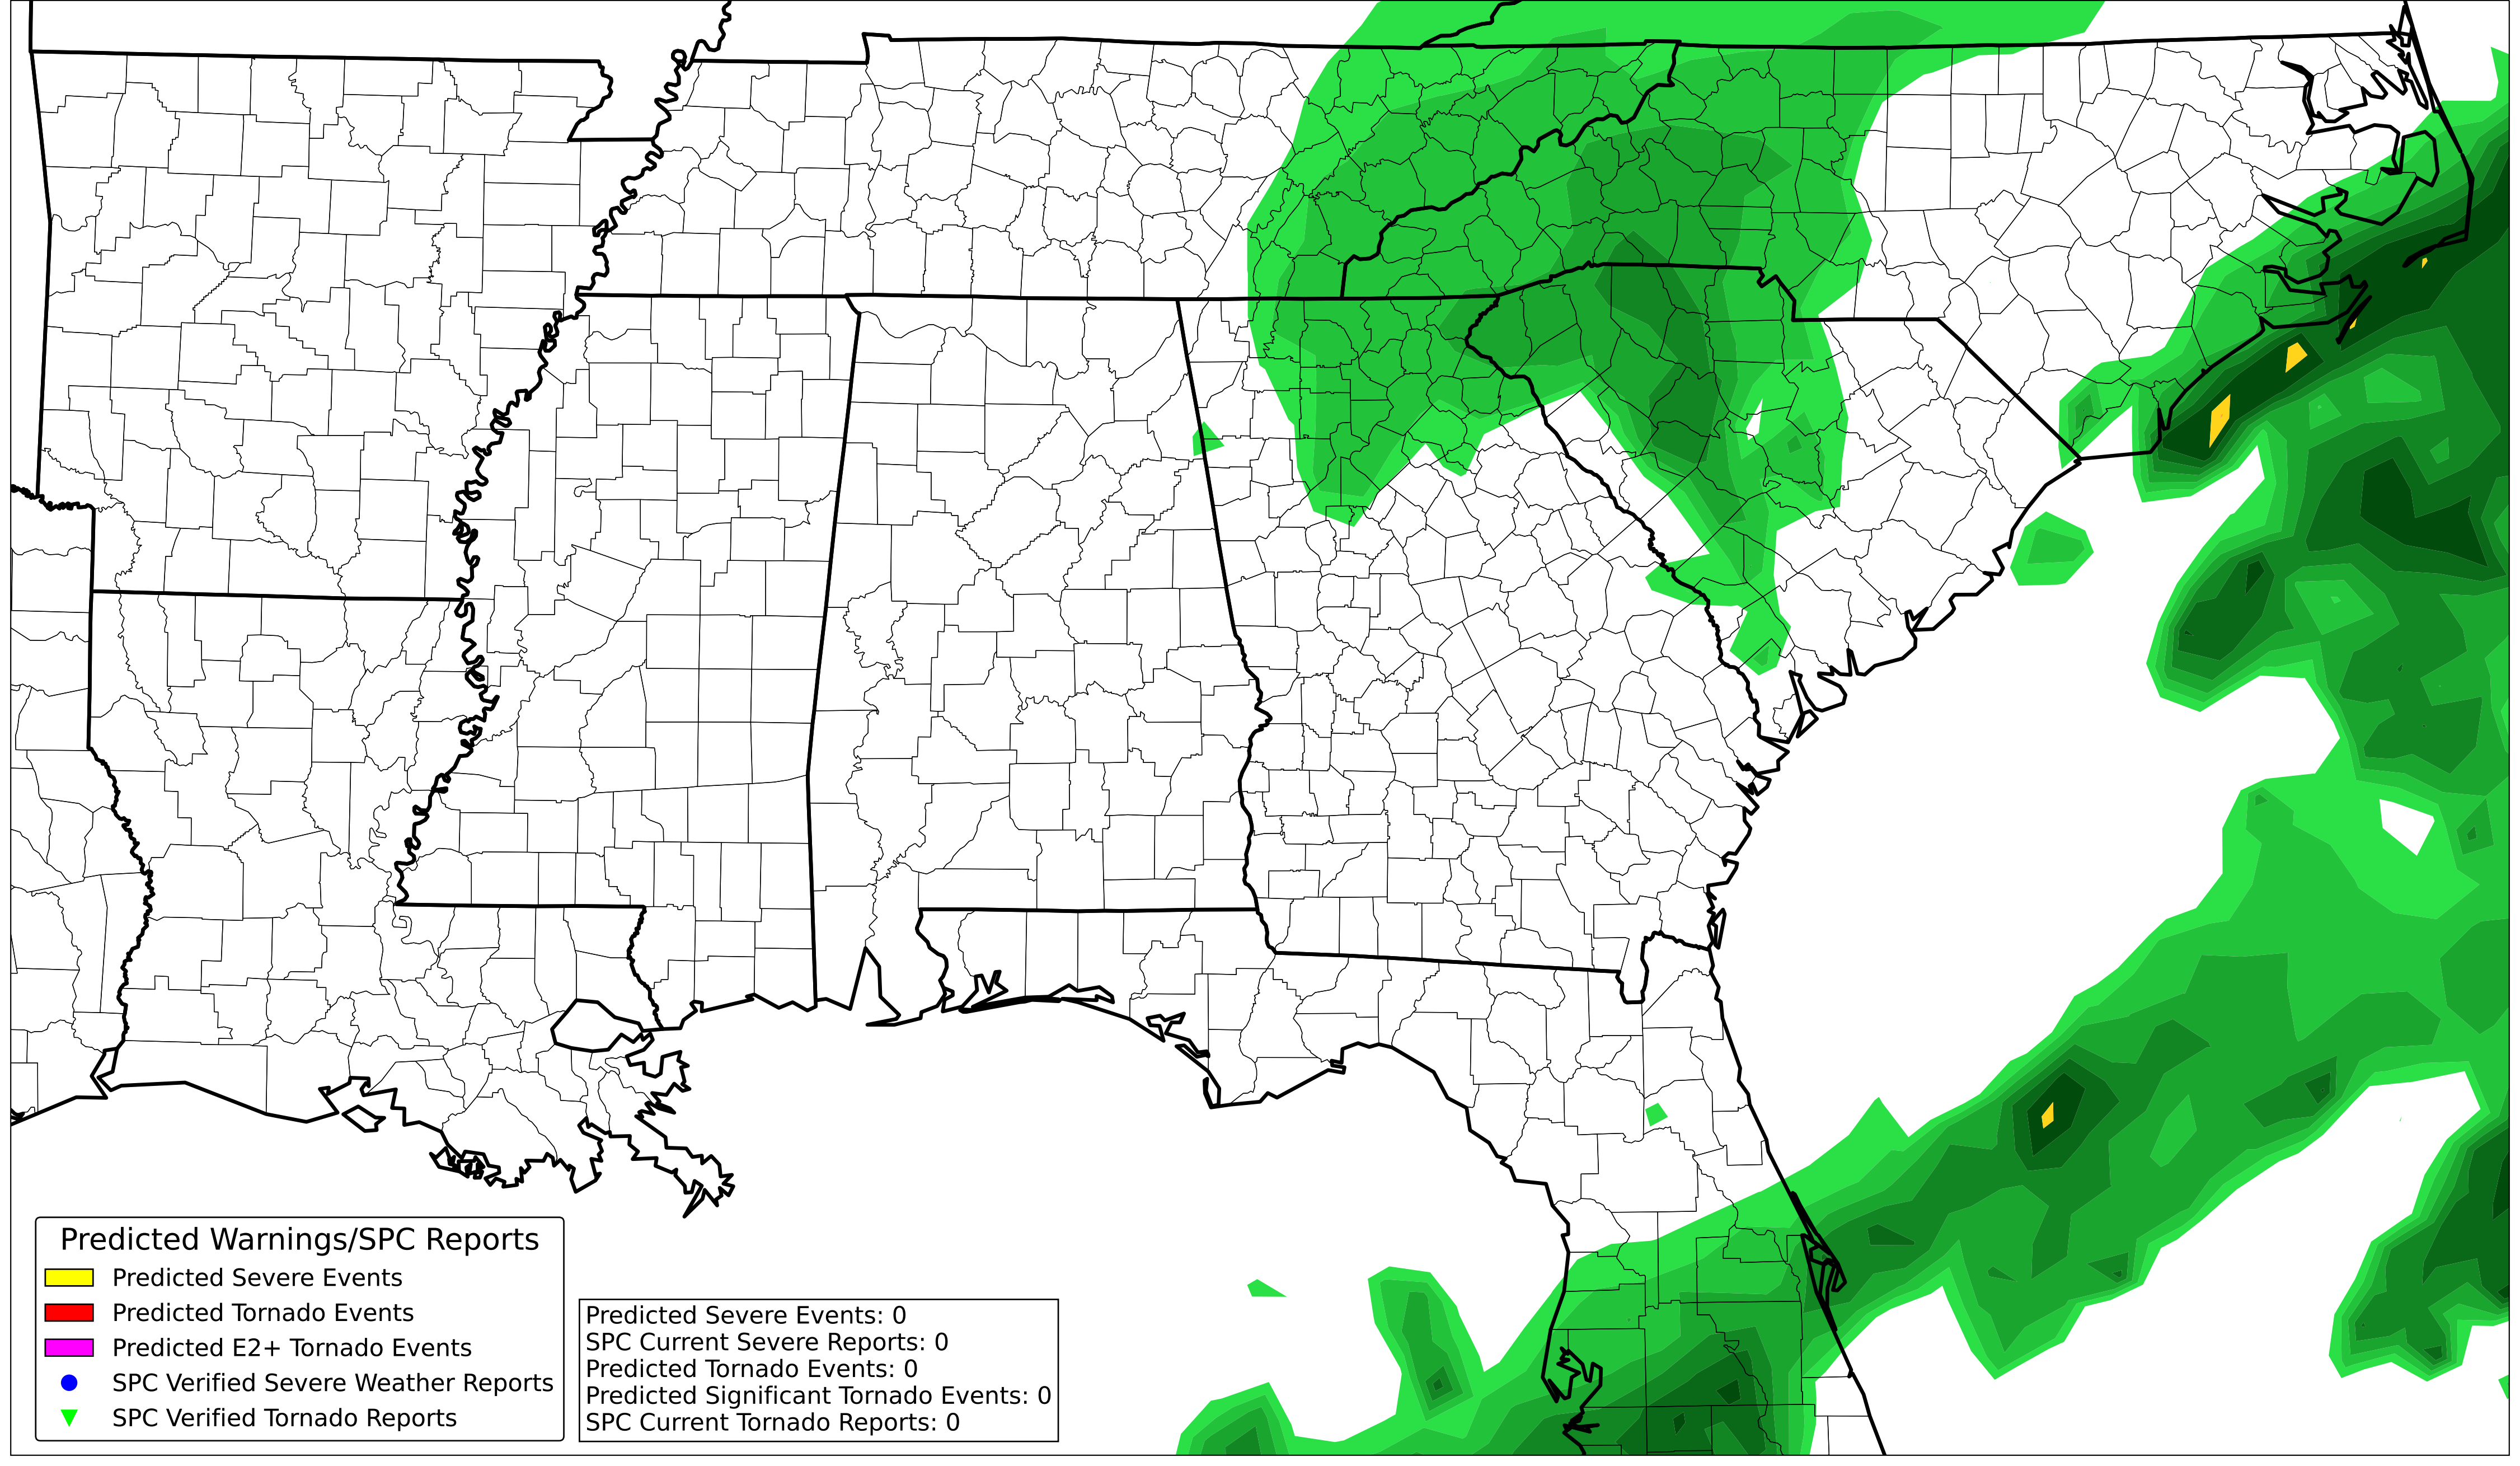 Predicted Warnings/SPC Reports
Predicted Severe Events
Predicted Tornado Events
Predicted E2+ Tornado Events
SPC Verified Severe Weather Reports
SPC Verified Tornado Reports
Predicted Severe Events: 0
SPC Current Severe Reports: 0
Predicted Tornado Events: 0
Predicted Significant Tornado Events: 0
SPC Current Tornado Reports: 0